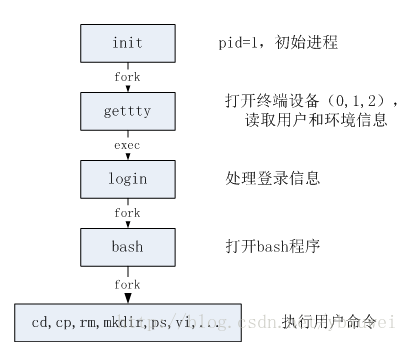 init pid=1，初始进程
fork
gettty 打开终端设备（0,1,2），
读取用户和环境信息
exec
login 处理登录信息
fork
bash 打开bash程序
fork
cd,cp,rm,mkdir,ps,vi,... 执行用户命令